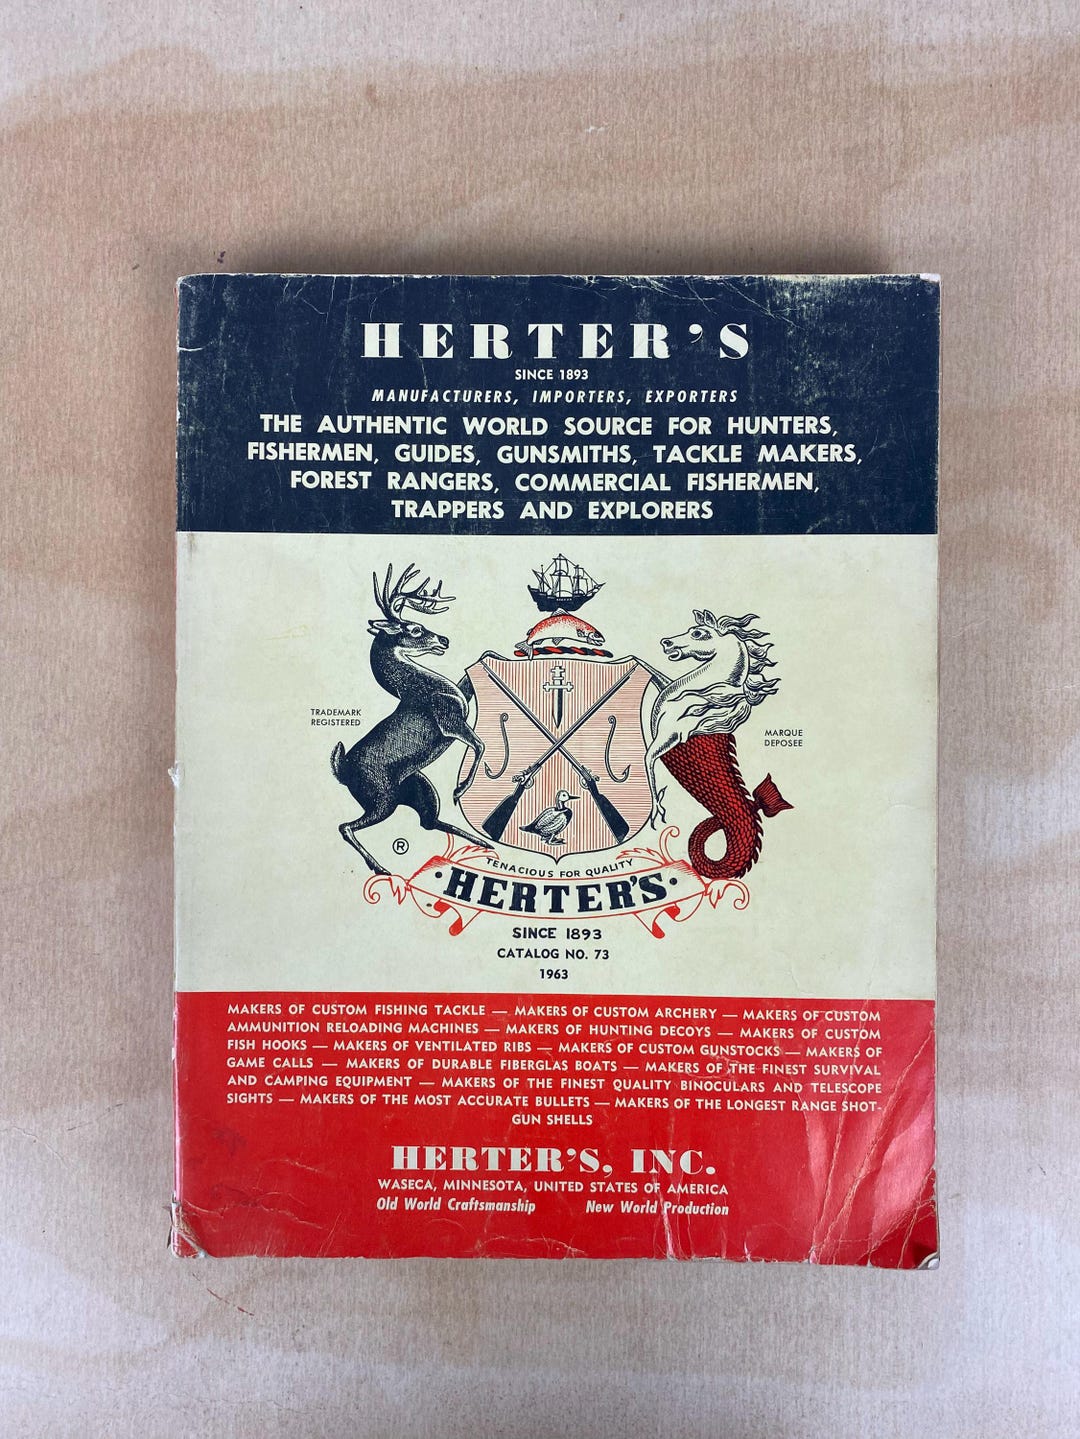 HERTER'S
SINCE 1893
MANUFACTURERS, IMPORTERS, EXPORTERS
THE AUTHENTIC WORLD SOURCE FOR HUNTERS,
FISHERMEN, GUIDES, GUNSMITHS, TACKLE MAKERS,
FOREST RANGERS, COMMERCIAL FISHERMEN,
TRAPPERS AND EXPLORERS
TRADEMARK
REGISTERED
MARQUE
DEPOSEE
®
TENACIOUS FOR QUALITY
· HERTER'S ·
SINCE 1893
CATALOG NO. 73
1963
MAKERS OF CUSTOM FISHING TACKLE — MAKERS OF CUSTOM ARCHERY — MAKERS OF CUSTOM
AMMUNITION RELOADING MACHINES — MAKERS OF HUNTING DECOYS — MAKERS OF CUSTOM
FISH HOOKS — MAKERS OF VENTILATED RIBS — MAKERS OF CUSTOM GUNSTOCKS — MAKERS OF
GAME CALLS — MAKERS OF DURABLE FIBERGLAS BOATS — MAKERS OF THE FINEST SURVIVAL
AND CAMPING EQUIPMENT — MAKERS OF THE FINEST QUALITY BINOCULARS AND TELESCOPE
SIGHTS — MAKERS OF THE MOST ACCURATE BULLETS — MAKERS OF THE LONGEST RANGE SHOT-
GUN SHELLS
HERTER'S, INC.
WASECA, MINNESOTA, UNITED STATES OF AMERICA
Old World Craftsmanship New World Production